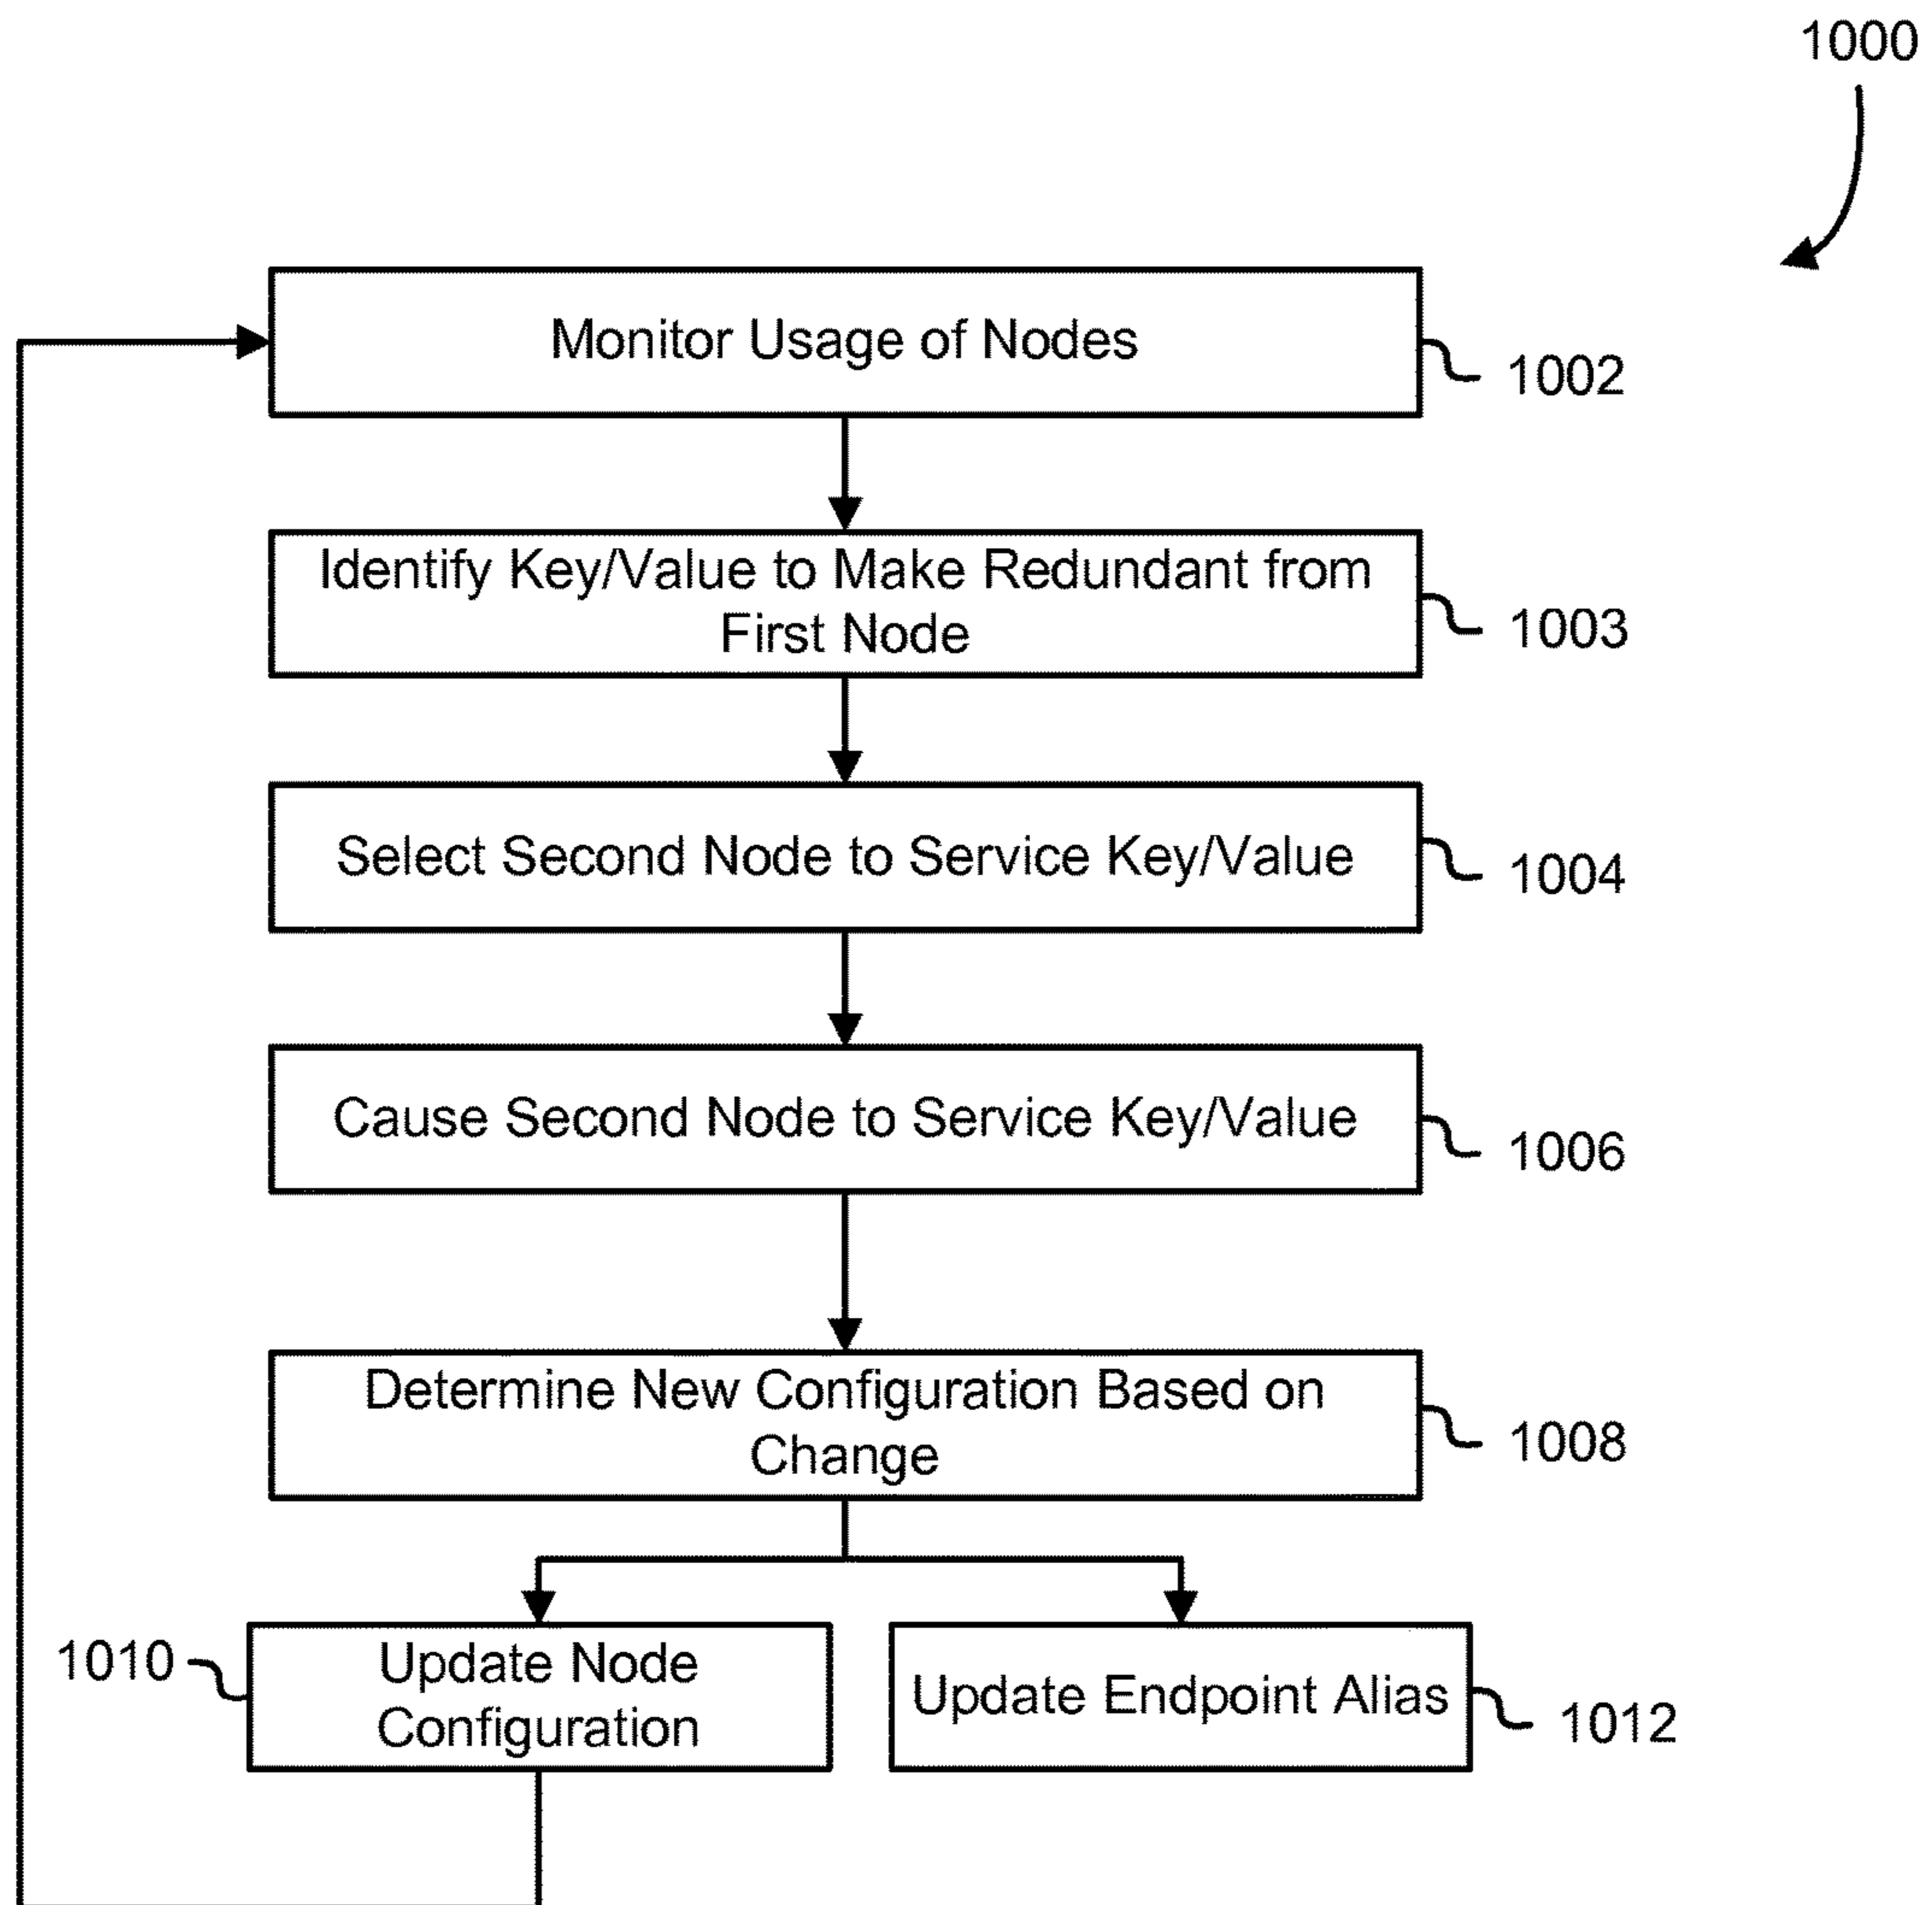 1000
Monitor Usage of Nodes
1002
Identify Key/Value to Make Redundant from
First Node
1003
Select Second Node to Service Key/Value
1004
Cause Second Node to Service Key/Value
1006
Determine New Configuration Based on
Change
1008
1010
Update Node
Configuration
Update Endpoint Alias
1012